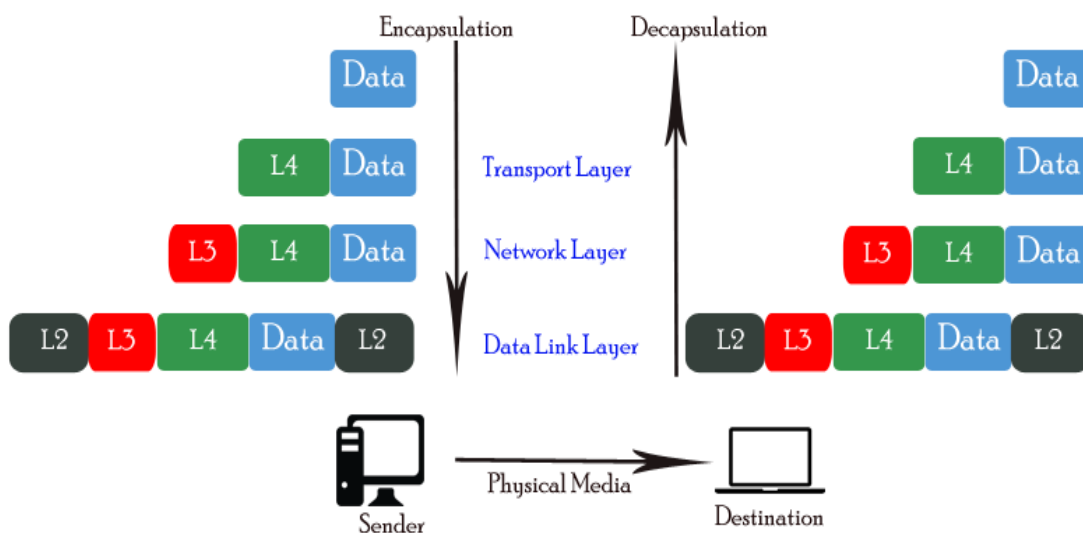 Encapsulation Decapsulation
Data Data
L4 Data Transport Layer L4 Data
L3 L4 Data Network Layer L3 L4 Data
L2 L3 L4 Data L2 Data Link Layer L2 L3 L4 Data L2
Physical Media
Sender Destination